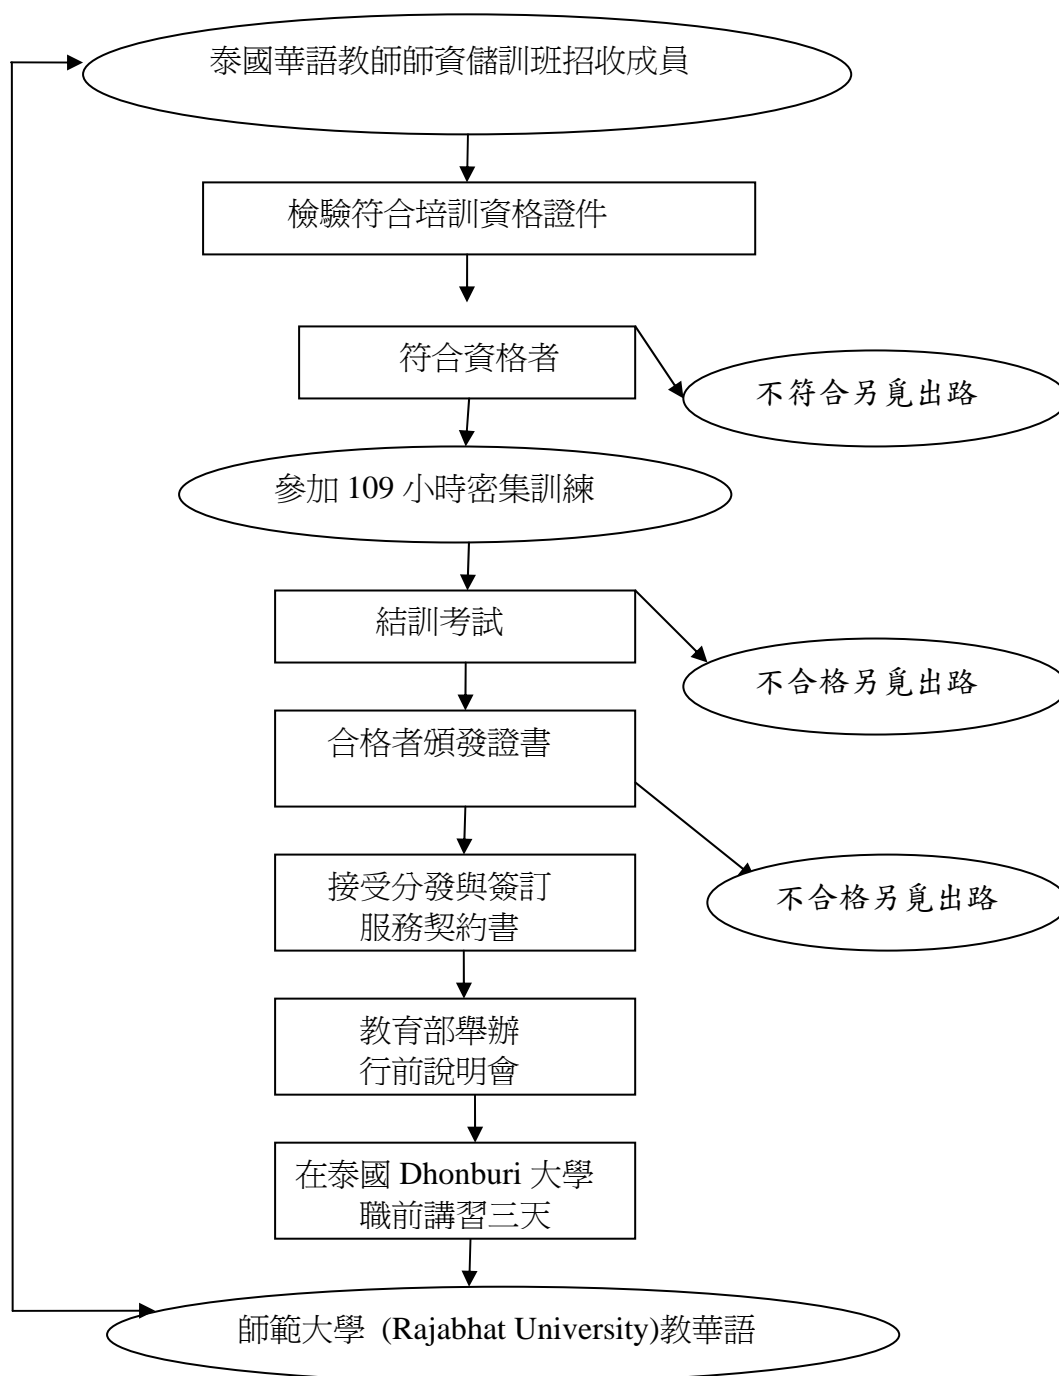 泰國華語教師師資儲訓班招收成員
檢驗符合培訓資格證件
符合資格者
不符合另覓出路
參加 109 小時密集訓練
結訓考試
不合格另覓出路
合格者頒發證書
接受分發與簽訂
服務契約書
不合格另覓出路
教育部舉辦
行前說明會
在泰國 Dhonburi 大學
職前講習三天
師範大學 (Rajabhat University)教華語